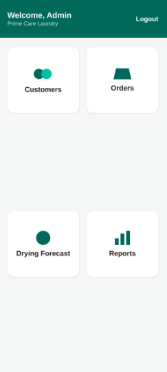 Welcome, Admin
Prime Care Laundry
Logout
Customers
Orders
Drying Forecast
Reports